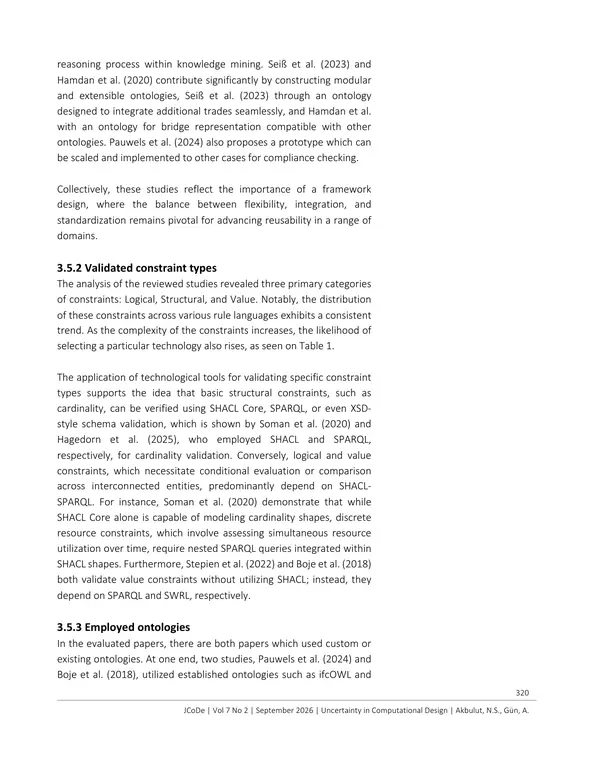 reasoning process within knowledge mining. Seiß et al. (2023) and
Hamdan et al. (2020) contribute significantly by constructing modular
and extensible ontologies, Seiß et al. (2023) through an ontology
designed to integrate additional trades seamlessly, and Hamdan et al.
with an ontology for bridge representation compatible with other
ontologies. Pauwels et al. (2024) also proposes a prototype which can
be scaled and implemented to other cases for compliance checking.
Collectively, these studies reflect the importance of a framework
design, where the balance between flexibility, integration, and
standardization remains pivotal for advancing reusability in a range of
domains.
3.5.2 Validated constraint types
The analysis of the reviewed studies revealed three primary categories
of constraints: Logical, Structural, and Value. Notably, the distribution
of these constraints across various rule languages exhibits a consistent
trend. As the complexity of the constraints increases, the likelihood of
selecting a particular technology also rises, as seen on Table 1.
The application of technological tools for validating specific constraint
types supports the idea that basic structural constraints, such as
cardinality, can be verified using SHACL Core, SPARQL, or even XSD-
style schema validation, which is shown by Soman et al. (2020) and
Hagedorn et al. (2025), who employed SHACL and SPARQL,
respectively, for cardinality validation. Conversely, logical and value
constraints, which necessitate conditional evaluation or comparison
across interconnected entities, predominantly depend on SHACL-
SPARQL. For instance, Soman et al. (2020) demonstrate that while
SHACL Core alone is capable of modeling cardinality shapes, discrete
resource constraints, which involve assessing simultaneous resource
utilization over time, require nested SPARQL queries integrated within
SHACL shapes. Furthermore, Stepien et al. (2022) and Boje et al. (2018)
both validate value constraints without utilizing SHACL; instead, they
depend on SPARQL and SWRL, respectively.
3.5.3 Employed ontologies
In the evaluated papers, there are both papers which used custom or
existing ontologies. At one end, two studies, Pauwels et al. (2024) and
Boje et al. (2018), utilized established ontologies such as ifcOWL and
320
JCoDe | Vol 7 No 2 | September 2026 | Uncertainty in Computational Design | Akbulut, N.S., Gün, A.